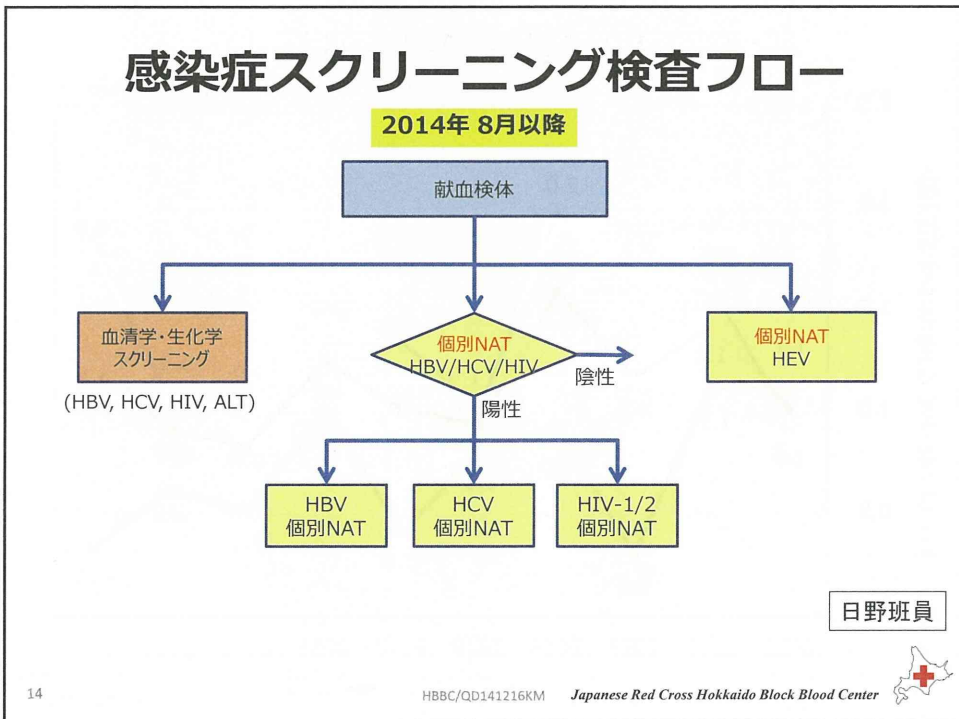 感染症スクリーニング検査フロー
2014年 8月以降
献血検体
血清学・生化学
スクリーニング
(HBV, HCV, HIV, ALT)
個別NAT
HBV/HCV/HIV
陰性
陽性
個別NAT
HEV
HBV
個別NAT
HCV
個別NAT
HIV-1/2
個別NAT
日野班員
14
HBBC/QD141216KM
Japanese Red Cross Hokkaido Block Blood Center